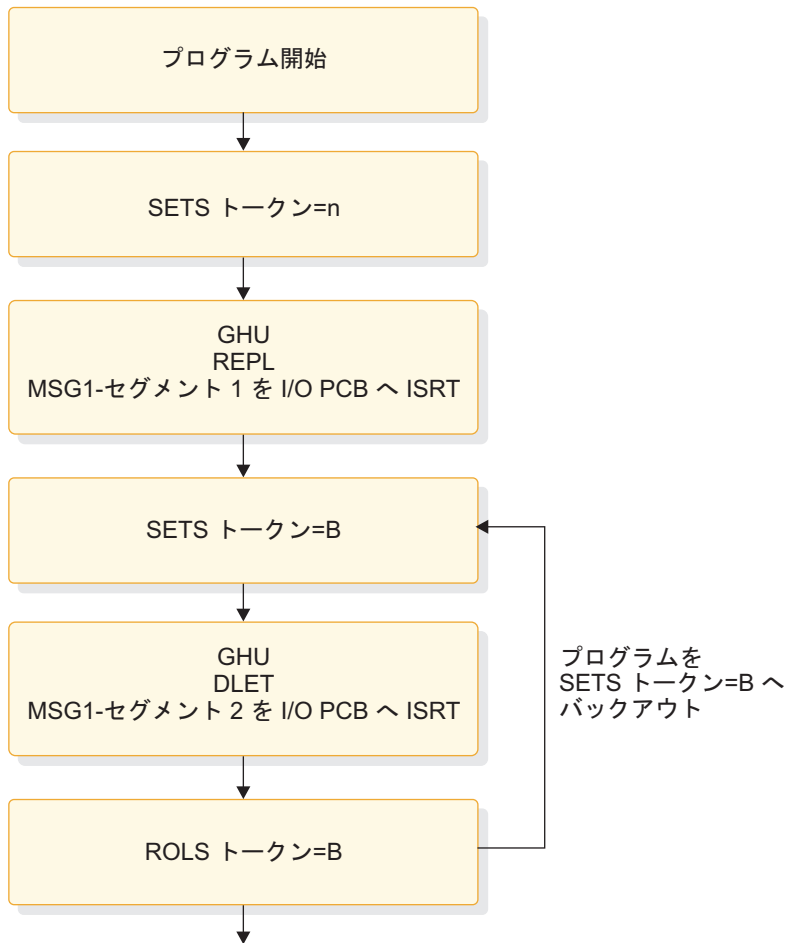 プログラム開始
SETS トークン=n
GHU
REPL
MSG1-セグメント 1 を I/O PCB へ ISRT
SETS トークン=B
GHU
DLET
MSG1-セグメント 2 を I/O PCB へ ISRT
プログラムを
SETS トークン=B へ
バックアウト
ROLS トークン=B